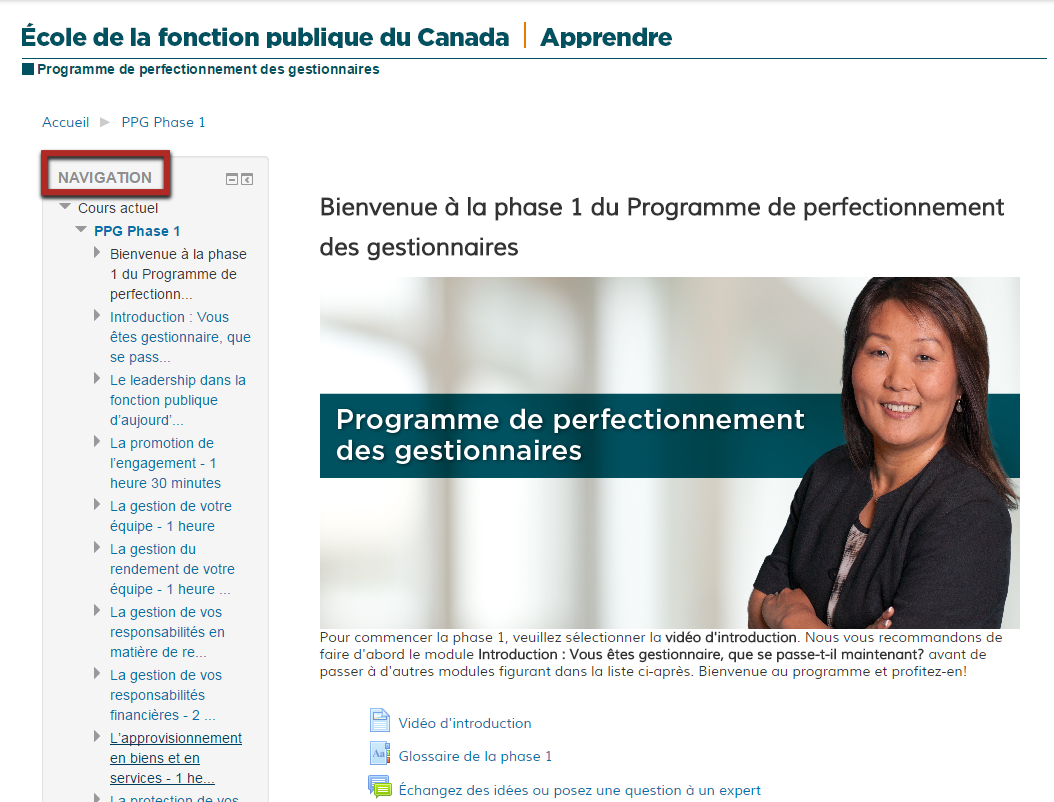 École de la fonction publique du Canada | Apprendre
Programme de perfectionnement des gestionnaires
Accueil ► PPG Phase 1
NAVIGATION
Cours actuel
PPG Phase 1
Bienvenue à la phase
1 du Programme de
perfectionn...
Introduction : Vous
êtes gestionnaire, que
se pass...
Le leadership dans la
fonction publique
d'aujourd'...
La promotion de
l'engagement - 1
heure 30 minutes
La gestion de votre
équipe - 1 heure
La gestion du
rendement de votre
équipe - 1 heure ...
La gestion de vos
responsabilités en
matière de re...
La gestion de vos
responsabilités
financières - 2 ...
L'approvisionnement
en biens et en
services - 1 he...
La protection de vos
Bienvenue à la phase 1 du Programme de perfectionnement
des gestionnaires
Programme de perfectionnement
des gestionnaires
Pour commencer la phase 1, veuillez sélectionner la vidéo d'introduction. Nous vous recommandons de
faire d'abord le module Introduction : Vous êtes gestionnaire, que se passe-t-il maintenant? avant de
passer à d'autres modules figurant dans la liste ci-après. Bienvenue au programme et profitez-en!
Vidéo d'introduction
Aa
Glossaire de la phase 1
Échangez des idées ou posez une question à un expert